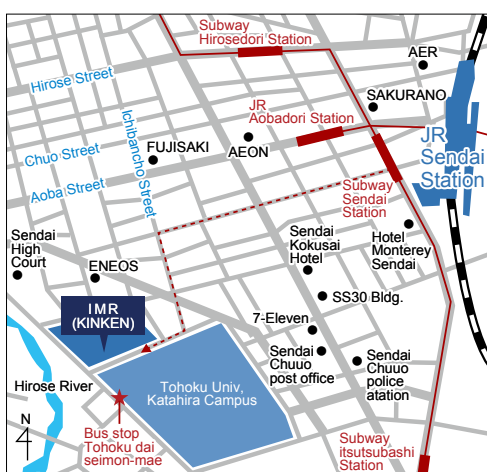 Subway
Hirosedori Station
AER
Hirose Street
SAKURANO
JR
Aobadori Station
Ichibancho Street
JR
Sendai
Station
Chuo Street
FUJISAKI
AEON
Aoba Street
Subway
Sendai
Station
Sendai
High
Court
ENEOS
Sendai
Kokusai
Hotel
Hotel
Monterey
Sendai
SS30 Bldg.
IMR
(KINKEN)
7-Eleven
Sendai
Chuuo
post office
Sendai
Chuuo
police
atation
Hirose River
Tohoku Univ,
Katahira Campus
N
Bus stop
Tohoku dai
seimon-mae
Subway
itsutsubashi
Station